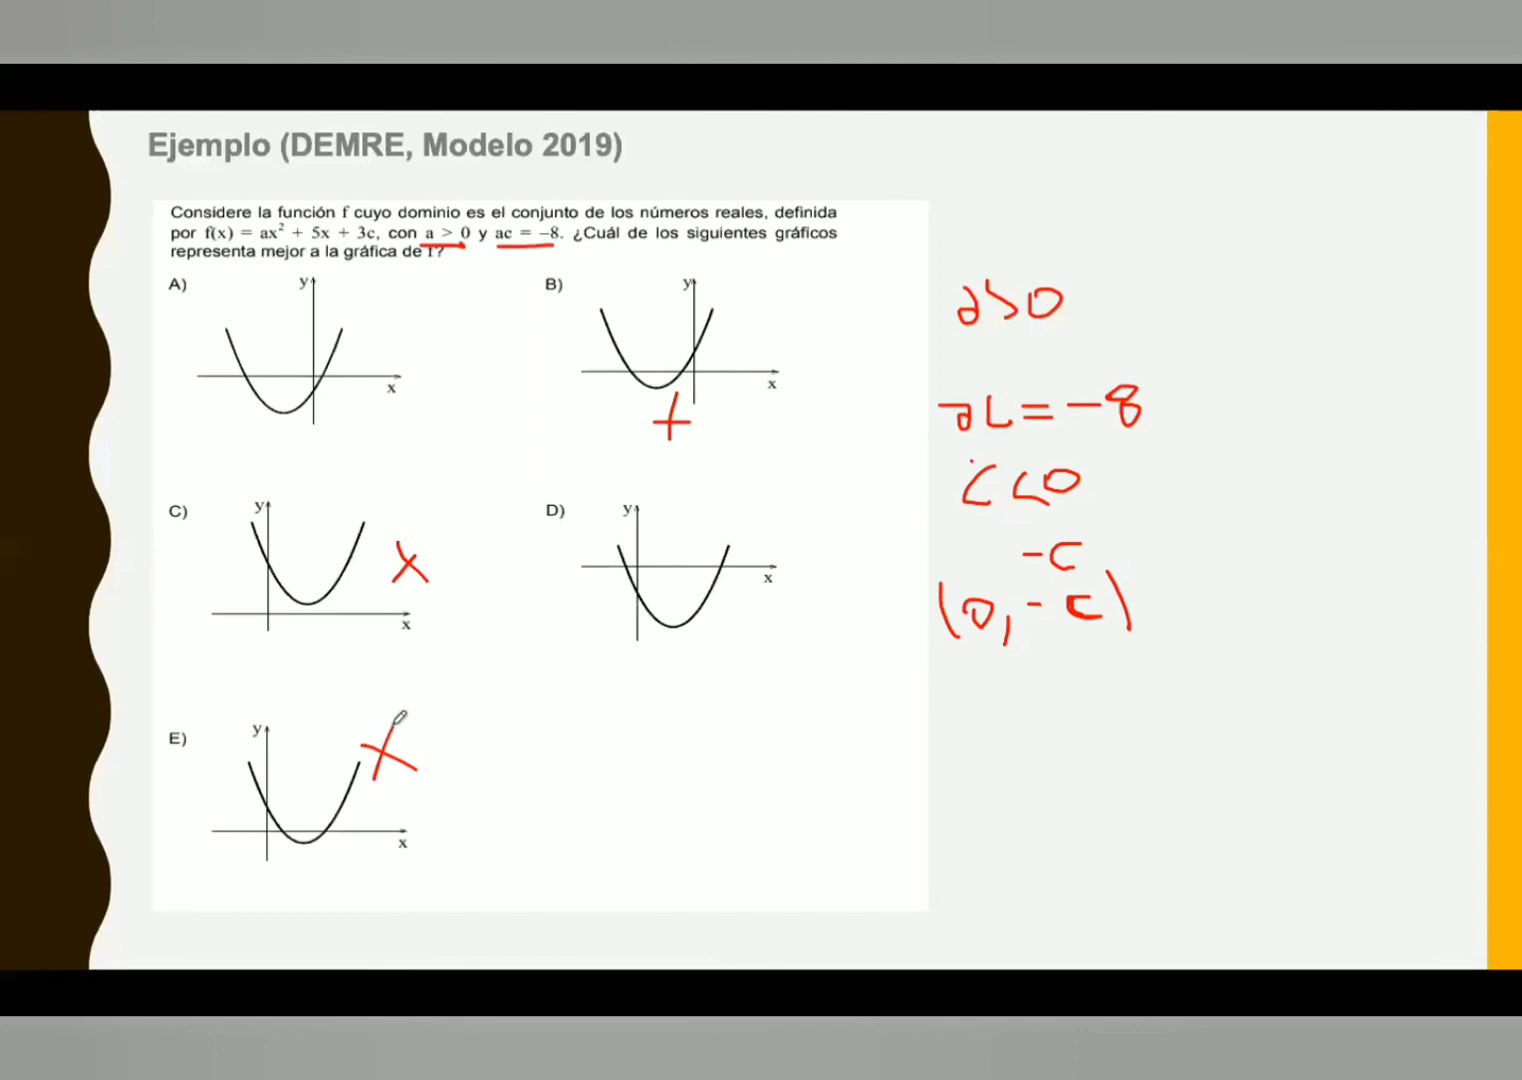 Ejemplo (DEMRE, Modelo 2019)
Considere la función f cuyo dominio es el conjunto de los números reales, definida
por f(x) = ax² + 5x + 3c, con a > 0 y ac = −8. ¿Cuál de los siguientes gráficos
representa mejor a la gráfica de f?
A)
y
x
B)
y
x
C)
y
x
D)
y
x
E)
y
x
a>0
ac = -8
c<0
-c
(0, -c)